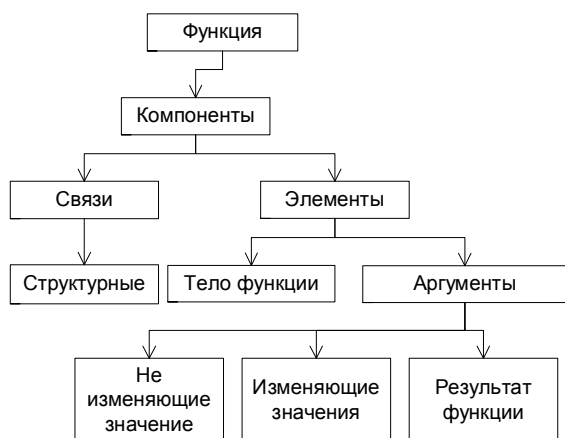 Функция
Компоненты
Связи
Элементы
Структурные
Тело функции
Аргументы
Не
изменяющие
значение
Изменяющие
значения
Результат
функции